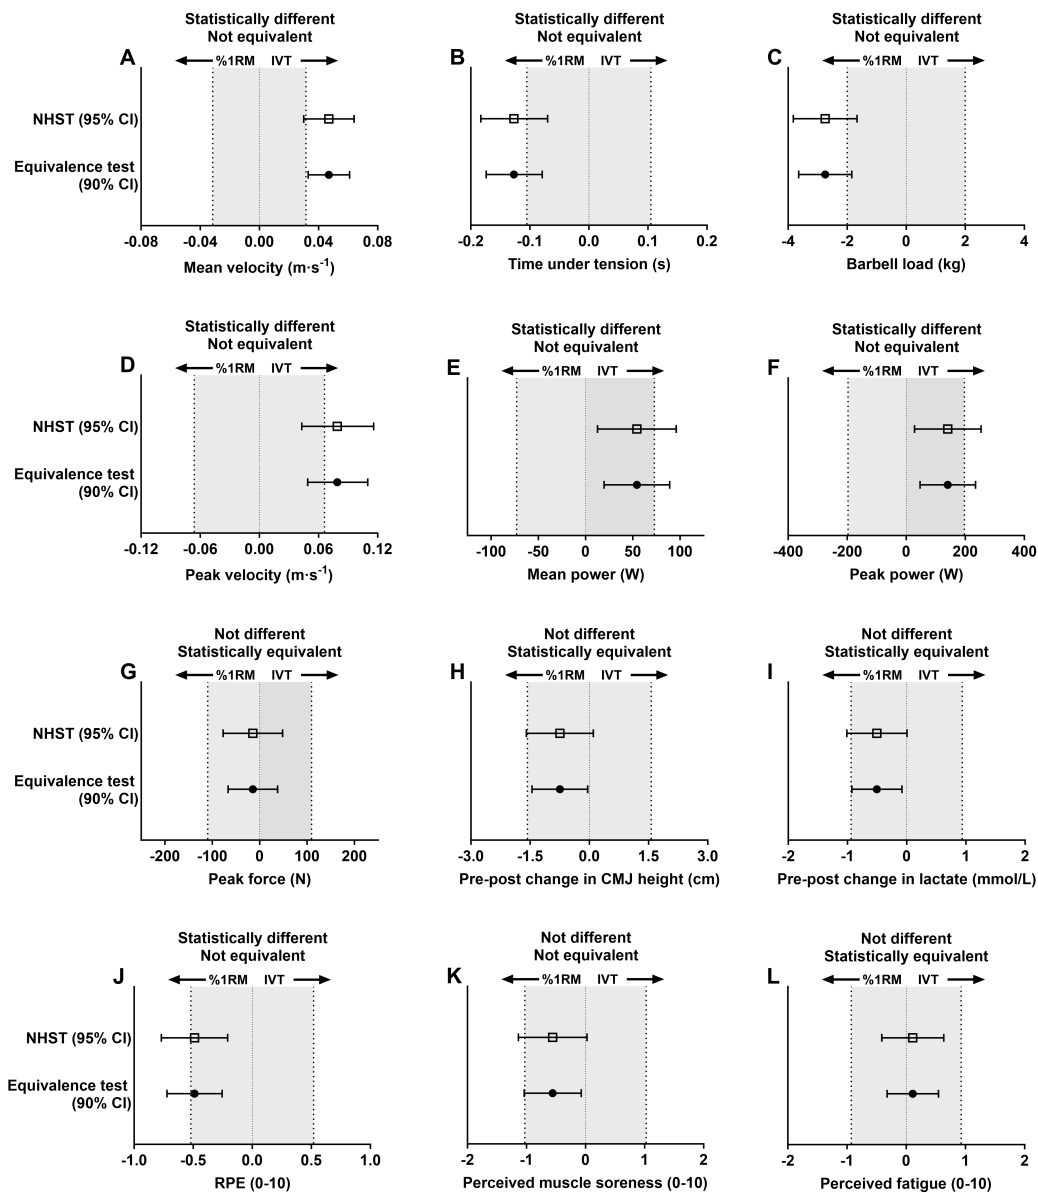 Statistically different
Not equivalent
A
%1RM IVT
NHST (95% CI)
Equivalence test
(90% CI)
-0.08 -0.04 0.00 0.04 0.08
Mean velocity (m·s-1)
Statistically different
Not equivalent
B
%1RM IVT
-0.2 -0.1 0.0 0.1 0.2
Time under tension (s)
Statistically different
Not equivalent
C
%1RM IVT
-4 -2 0 2 4
Barbell load (kg)
Statistically different
Not equivalent
D
%1RM IVT
NHST (95% CI)
Equivalence test
(90% CI)
-0.12 -0.06 0.00 0.06 0.12
Peak velocity (m·s-1)
Statistically different
Not equivalent
E
%1RM IVT
-100 -50 0 50 100
Mean power (W)
Statistically different
Not equivalent
F
%1RM IVT
-400 -200 0 200 400
Peak power (W)
Not different
Statistically equivalent
G
%1RM IVT
NHST (95% CI)
Equivalence test
(90% CI)
-200 -100 0 100 200
Peak force (N)
Not different
Statistically equivalent
H
%1RM IVT
-3.0 -1.5 0.0 1.5 3.0
Pre-post change in CMJ height (cm)
Not different
Statistically equivalent
I
%1RM IVT
-2 -1 0 1 2
Pre-post change in lactate (mmol/L)
Statistically different
Not equivalent
J
%1RM IVT
NHST (95% CI)
Equivalence test
(90% CI)
-1.0 -0.5 0.0 0.5 1.0
RPE (0-10)
Not different
Not equivalent
K
%1RM IVT
-2 -1 0 1 2
Perceived muscle soreness (0-10)
Not different
Statistically equivalent
L
%1RM IVT
-2 -1 0 1 2
Perceived fatigue (0-10)